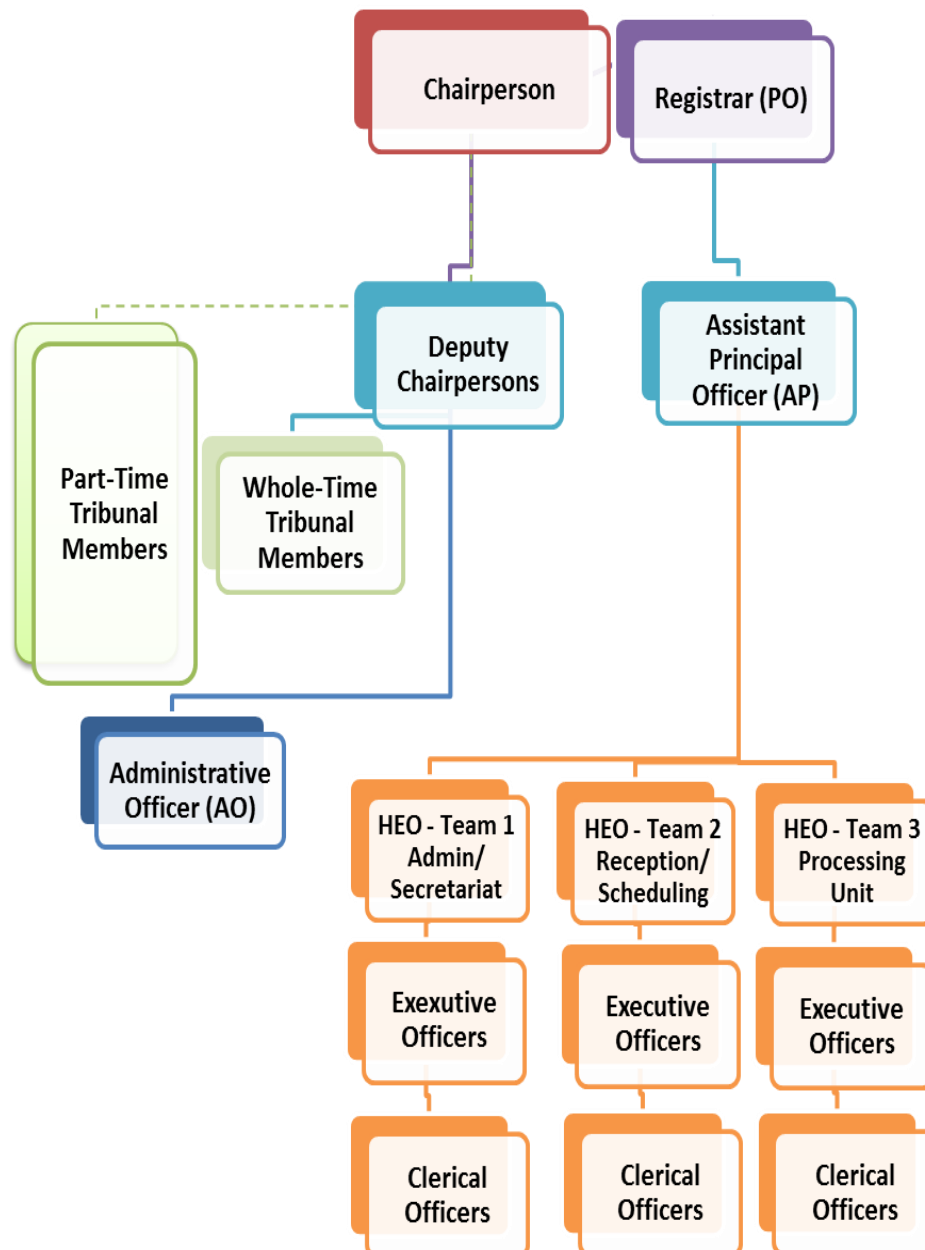 Chairperson
Registrar (PO)
Deputy
Chairpersons
Assistant
Principal
Officer (AP)
Part-Time
Tribunal
Members
Whole-Time
Tribunal
Members
Administrative
Officer (AO)
HEO - Team 1
Admin/
Secretariat
HEO - Team 2
Reception/
Scheduling
HEO - Team 3
Processing
Unit
Exexutive
Officers
Executive
Officers
Executive
Officers
Clerical
Officers
Clerical
Officers
Clerical
Officers